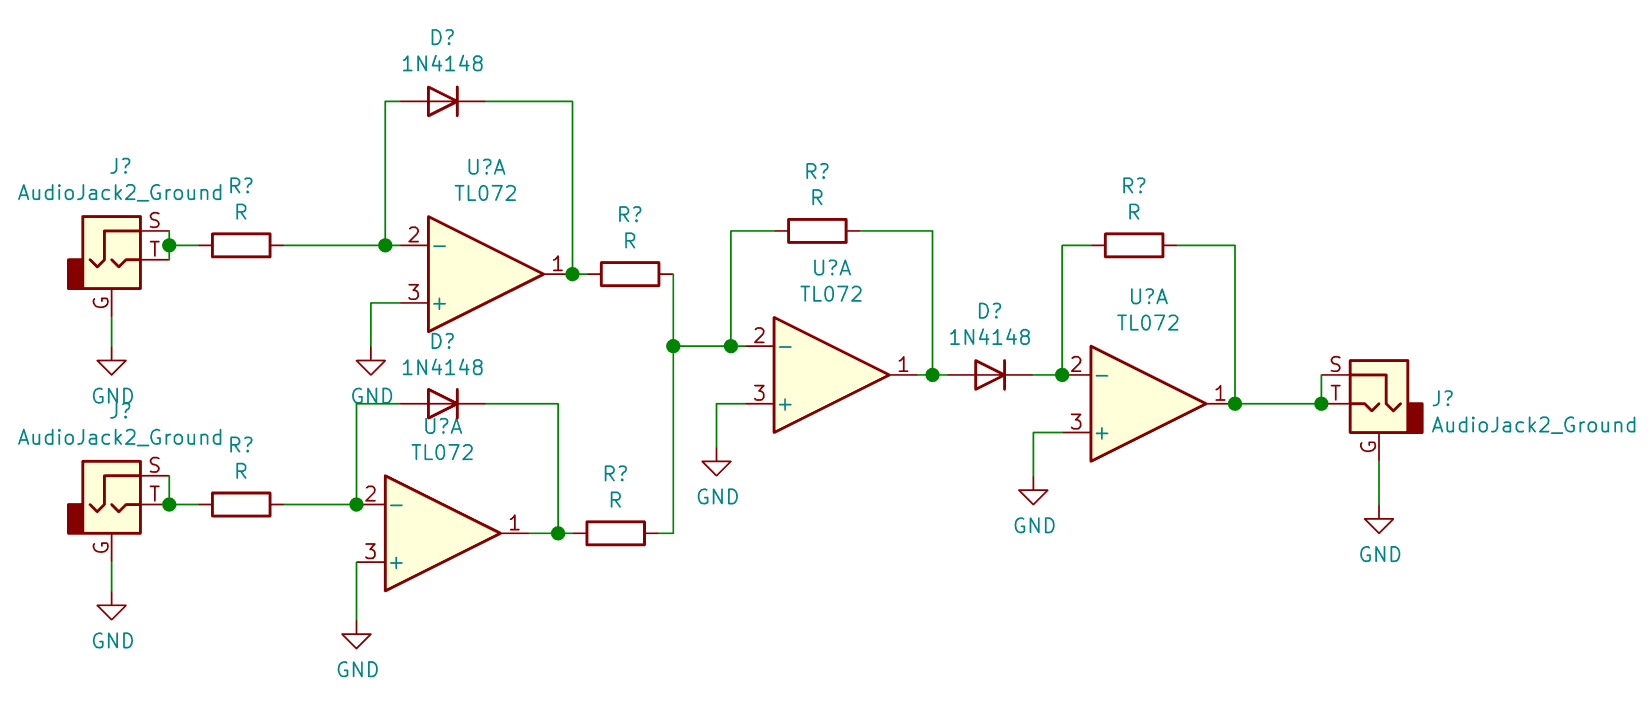 D?
1N4148
J?
AudioJack2_Ground
S
T
G
GND
R?
R
U?A
TL072
2
−
3
+
1
GND
R?
R
J?
AudioJack2_Ground
S
T
G
GND
R?
R
D?
1N4148
U?A
TL072
2
−
3
+
1
GND
R?
R
R?
R
U?A
TL072
2
−
3
+
1
GND
D?
1N4148
R?
R
U?A
TL072
2
−
3
+
1
GND
S
T
G
J?
AudioJack2_Ground
GND